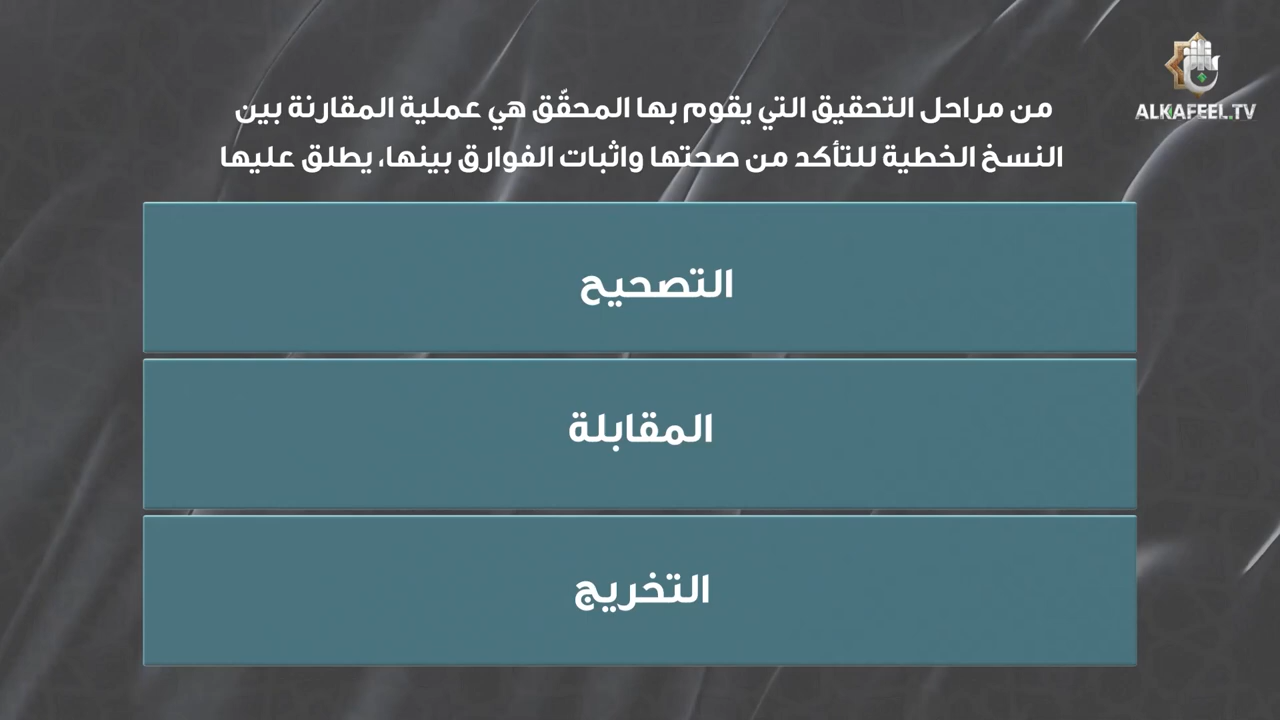 ALKAFEEL.TV
من مراحل التحقيق التي يقوم بها المحقّق هي عملية المقارنة بين
النسخ الخطية للتأكد من صحتها واثبات الفوارق بينها، يطلق عليها
التصحيح
المقابلة
التخريج